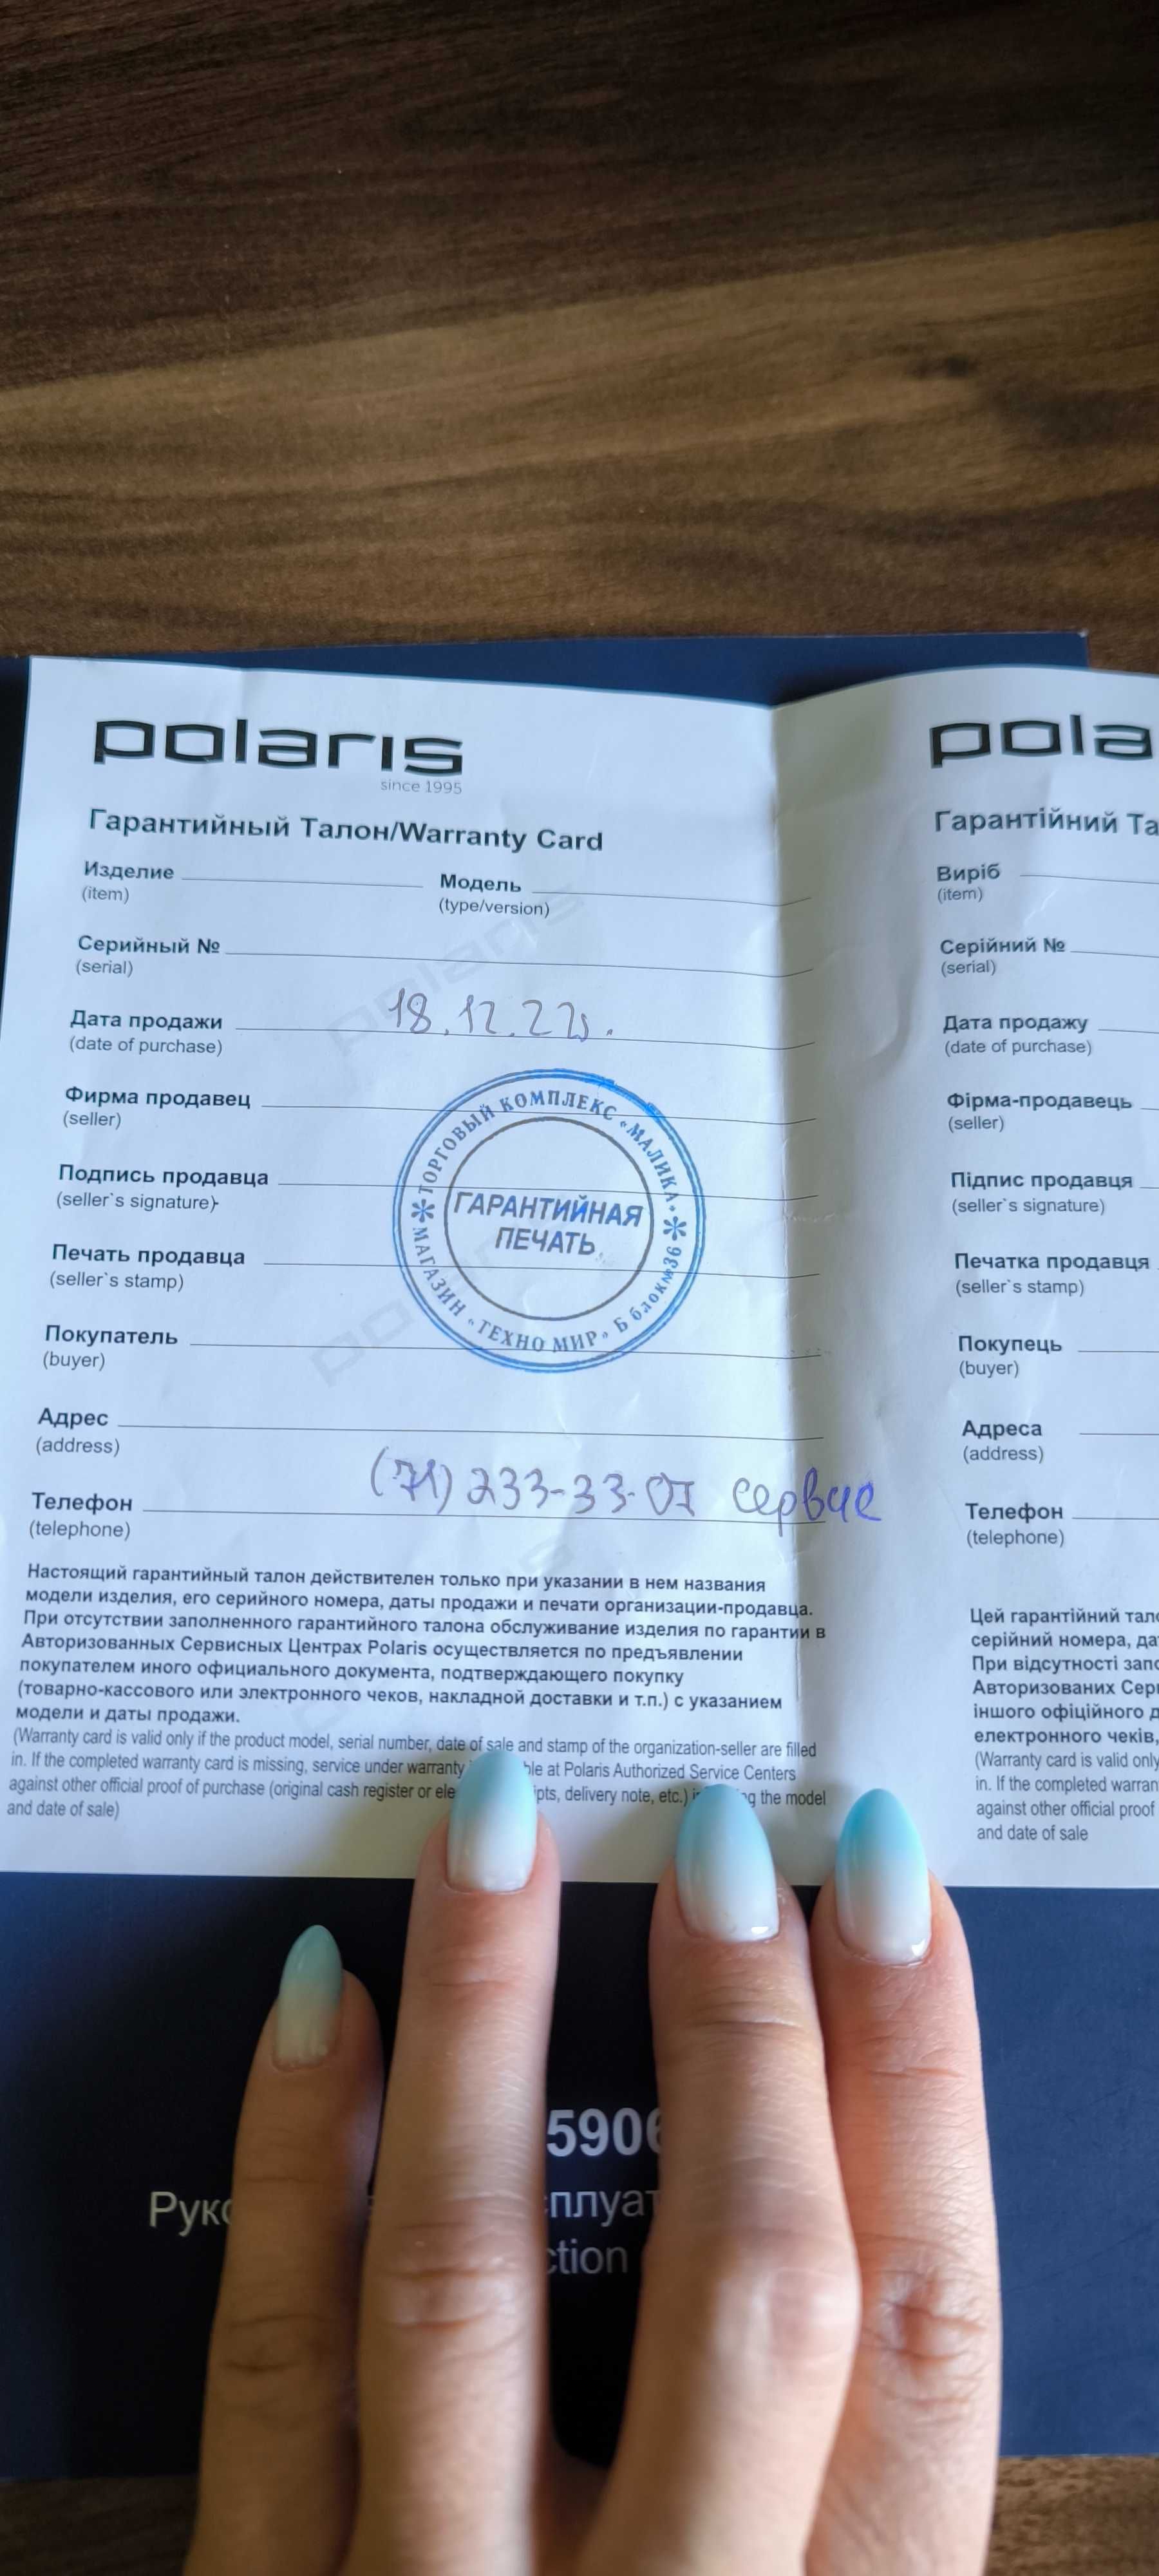 polaris
since 1995
Гарантийный Талон/Warranty Card
Изделие
(item)
Модель
(type/version)
Серийный №
(serial)
Дата продажи 18.12.22г.
(date of purchase)
Фирма продавец
(seller)
Подпись продавца
(seller`s signature)
Печать продавца
(seller`s stamp)
ТОРГОВЫЙ КОМПЛЕКС «МАЛИКА»
ГАРАНТИЙНАЯ
ПЕЧАТЬ
МАГАЗИН «ТЕХНО МИР» Б блок№36
Покупатель
(buyer)
Адрес
(address)
Телефон (71) 233-33-07 сервис
(telephone)
Настоящий гарантийный талон действителен только при указании в нем названия
модели изделия, его серийного номера, даты продажи и печати организации-продавца.
При отсутствии заполненного гарантийного талона обслуживание изделия по гарантии в
Авторизованных Сервисных Центрах Polaris осуществляется по предъявлении
покупателем иного официального документа, подтверждающего покупку
(товарно-кассового или электронного чеков, накладной доставки и т.п.) с указанием
модели и даты продажи.
(Warranty card is valid only if the product model, serial number, date of sale and stamp of the organization-seller are filled
in. If the completed warranty card is missing, service under warranty at Polaris Authorized Service Centers
against other official proof of purchase (original cash register or delivery note, etc.) the model
and date of sale)
pola
Гарантійний Та
Виріб
(item)
Серійний №
(serial)
Дата продажу
(date of purchase)
Фірма-продавець
(seller)
Підпис продавця
(seller`s signature)
Печатка продавця
(seller`s stamp)
Покупець
(buyer)
Адреса
(address)
Телефон
(telephone)
Цей гарантійний тал
серійний номера, да
При відсутності запо
Авторизованих Сер
іншого офіційного д
електронного чеків,
(Warranty card is valid only
in. If the completed warran
against other official proof
and date of sale
5906
Рук сплуат
ction